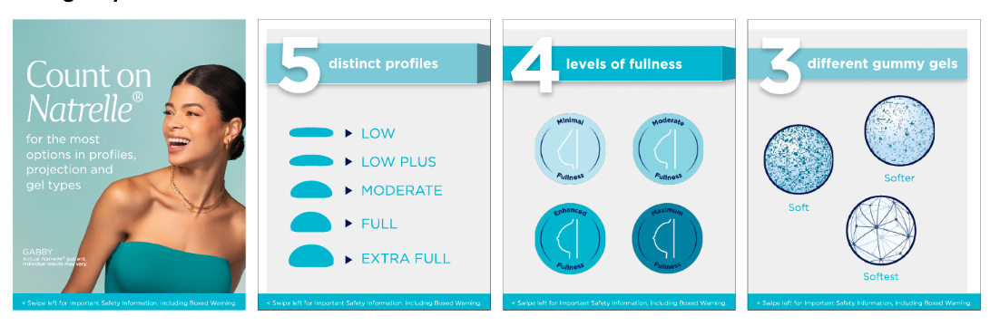 Count on
Natrelle®
for the most
options in profiles,
projection and
gel types
GABBY
Actual Natrelle® patient.
Individual results may vary.
< Swipe left for Important Safety Information, including Boxed Warning.
5 distinct profiles
LOW
LOW PLUS
MODERATE
FULL
EXTRA FULL
< Swipe left for Important Safety Information, including Boxed Warning.
4 levels of fullness
Minimal
Fullness
Moderate
Fullness
Enhanced
Fullness
Maximum
Fullness
< Swipe left for Important Safety Information, including Boxed Warning.
3 different gummy gels
Softer
Soft
Softest
< Swipe left for Important Safety Information, including Boxed Warning.